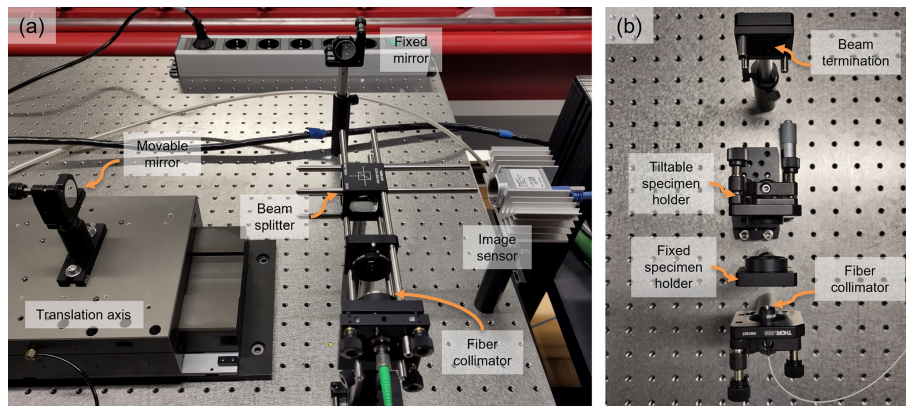 (a)
Fixed
mirror
Movable
mirror
Beam
splitter
Image
sensor
Translation axis
Fiber
collimator
(b)
Beam
termination
Tiltable
specimen
holder
Fixed
specimen
holder
Fiber
collimator
THORLABS